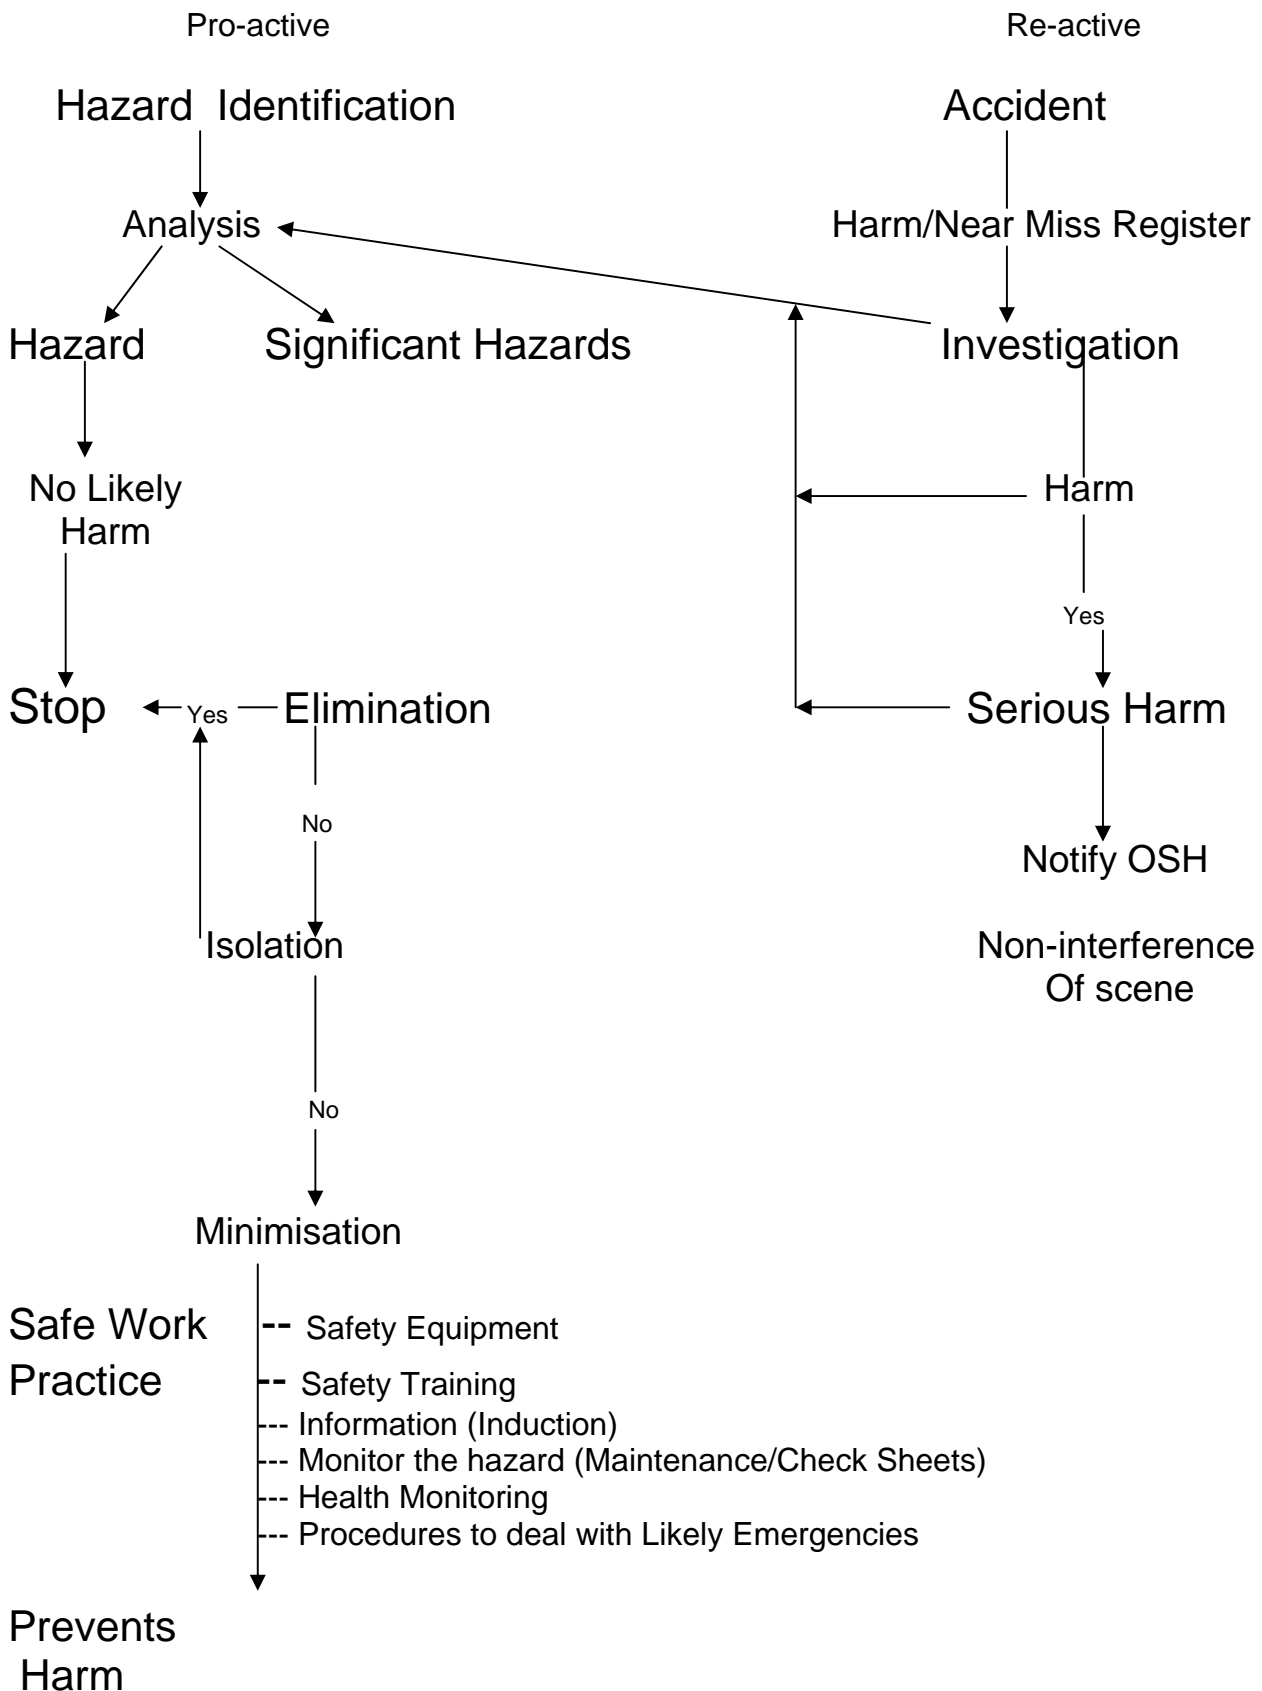 Pro-active
Re-active
Hazard Identification
Accident
Analysis
Harm/Near Miss Register
Hazard
Significant Hazards
Investigation
No Likely
Harm
Harm
Yes
Stop
Yes
Elimination
Serious Harm
No
Notify OSH
Isolation
Non-interference
Of scene
No
Minimisation
Safe Work
-- Safety Equipment
Practice
-- Safety Training
--- Information (Induction)
--- Monitor the hazard (Maintenance/Check Sheets)
--- Health Monitoring
--- Procedures to deal with Likely Emergencies
Prevents
Harm